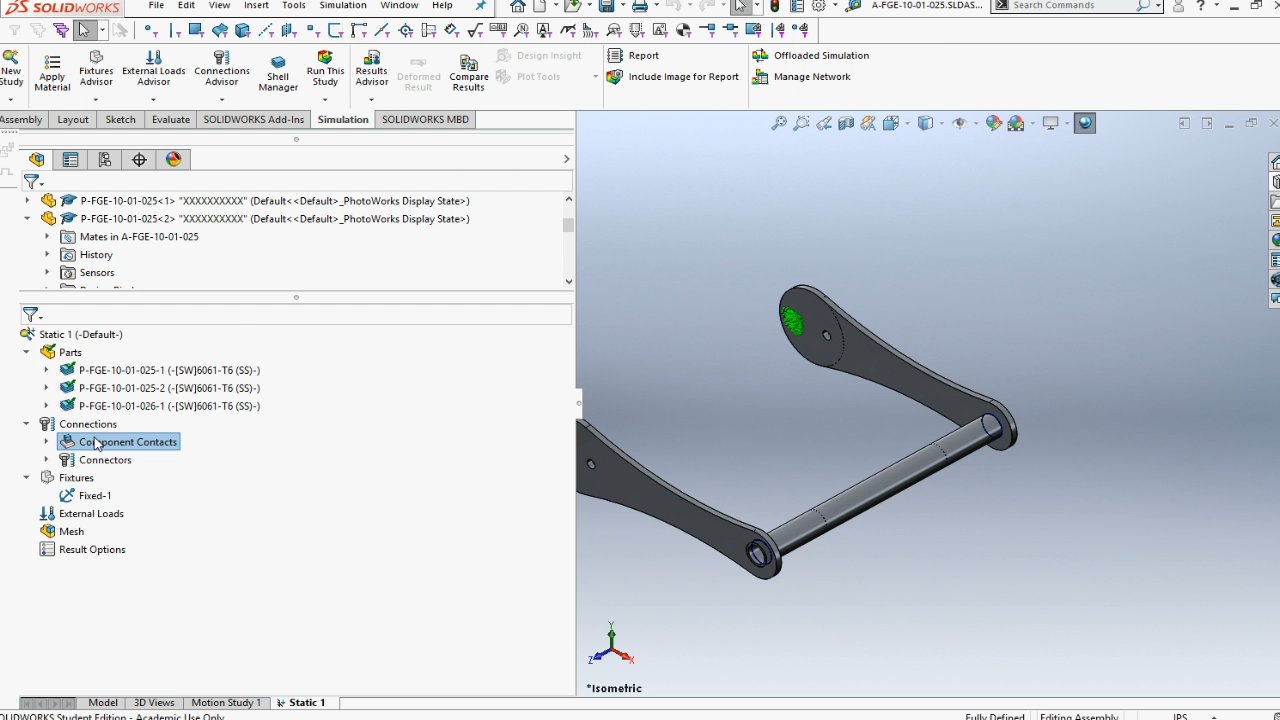 SOLIDWORKS File Edit View Insert Tools Simulation Window Help A-FGE-10-01-025.SLDAS... Search Commands
New Study
Apply Material
Fixtures Advisor
External Loads Advisor
Connections Advisor
Shell Manager
Run This Study
Results Advisor
Deformed Result
Compare Results
Design Insight
Plot Tools
Report
Include Image for Report
Offloaded Simulation
Manage Network
Assembly Layout Sketch Evaluate SOLIDWORKS Add-Ins Simulation SOLIDWORKS MBD
P-FGE-10-01-025<1> "XXXXXXXXXX" (Default<<Default>_PhotoWorks Display State>)
P-FGE-10-01-025<2> "XXXXXXXXXX" (Default<<Default>_PhotoWorks Display State>)
Mates in A-FGE-10-01-025
History
Sensors
Static 1 (-Default-)
Parts
P-FGE-10-01-025-1 (-[SW]6061-T6 (SS)-)
P-FGE-10-01-025-2 (-[SW]6061-T6 (SS)-)
P-FGE-10-01-026-1 (-[SW]6061-T6 (SS)-)
Connections
Component Contacts
Connectors
Fixtures
Fixed-1
External Loads
Mesh
Result Options
Y
Z
X
*Isometric
Model 3D Views Motion Study 1 Static 1
OLIDWORKS Student Edition - Academic Use Only Fully Defined Editing Assembly IPS